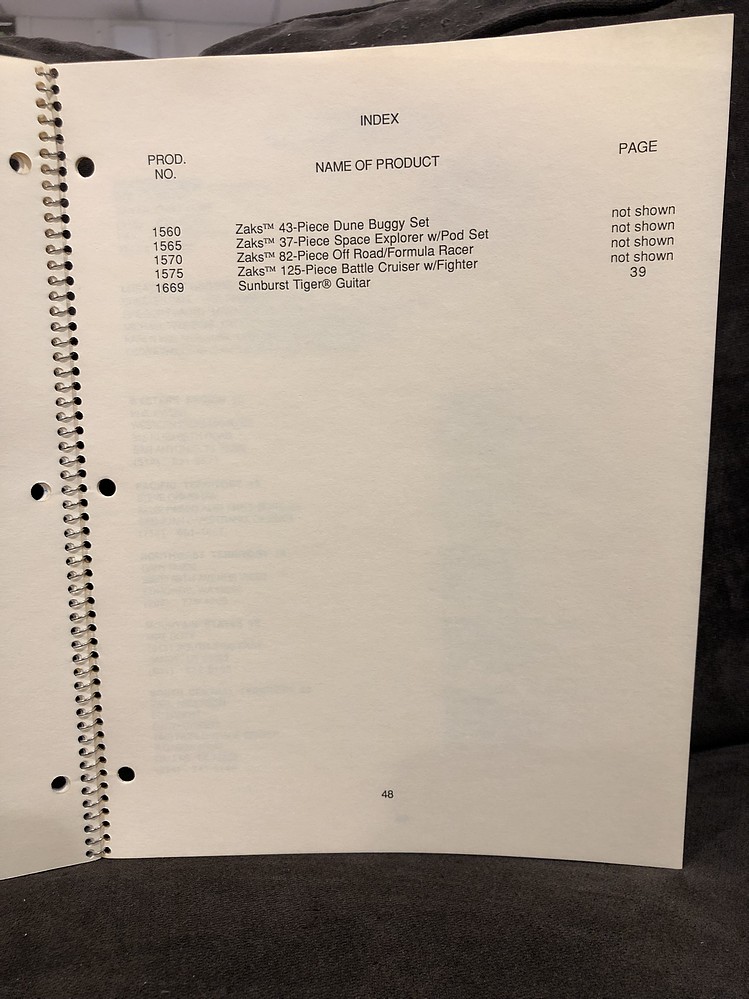 INDEX
PROD. NO. NAME OF PRODUCT PAGE
1560 Zaks™ 43-Piece Dune Buggy Set not shown
1565 Zaks™ 37-Piece Space Explorer w/Pod Set not shown
1570 Zaks™ 82-Piece Off Road/Formula Racer not shown
1575 Zaks™ 125-Piece Battle Cruiser w/Fighter not shown
1669 Sunburst Tiger® Guitar 39
48